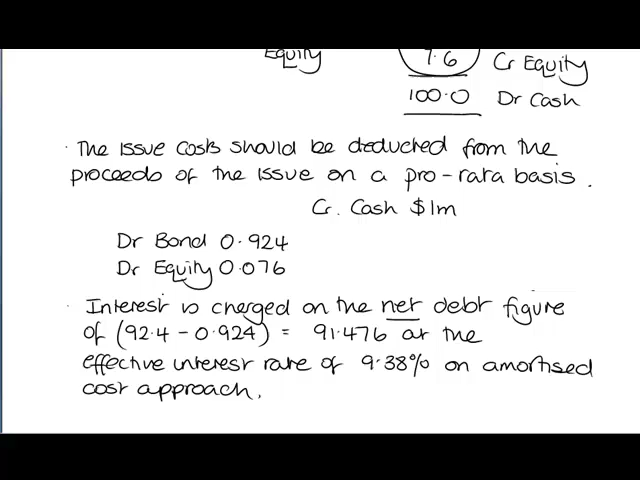 Equity 7.6 Cr Equity
100.0 Dr Cash
· The issue costs should be deducted from the
proceeds of the issue on a pro-rata basis.
Cr. Cash $1m
Dr Bond 0.924
Dr Equity 0.076
· Interest is charged on the net debt figure
of (92.4 - 0.924) = 91.476 at the
effective interest rate of 9.38% on amortised
cost approach.